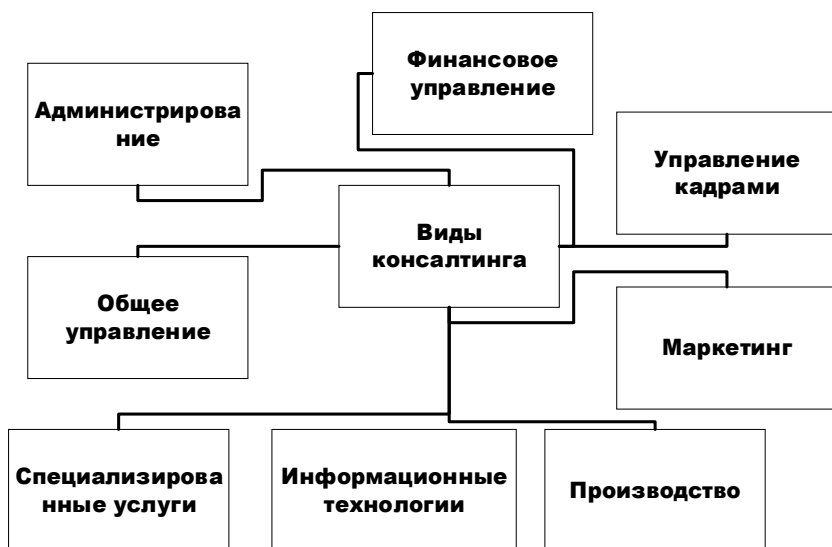 Финансовое
управление
Администрирова
ние
Управление
кадрами
Виды
консалтинга
Общее
управление
Маркетинг
Специализирова
нные услуги
Информационные
технологии
Производство